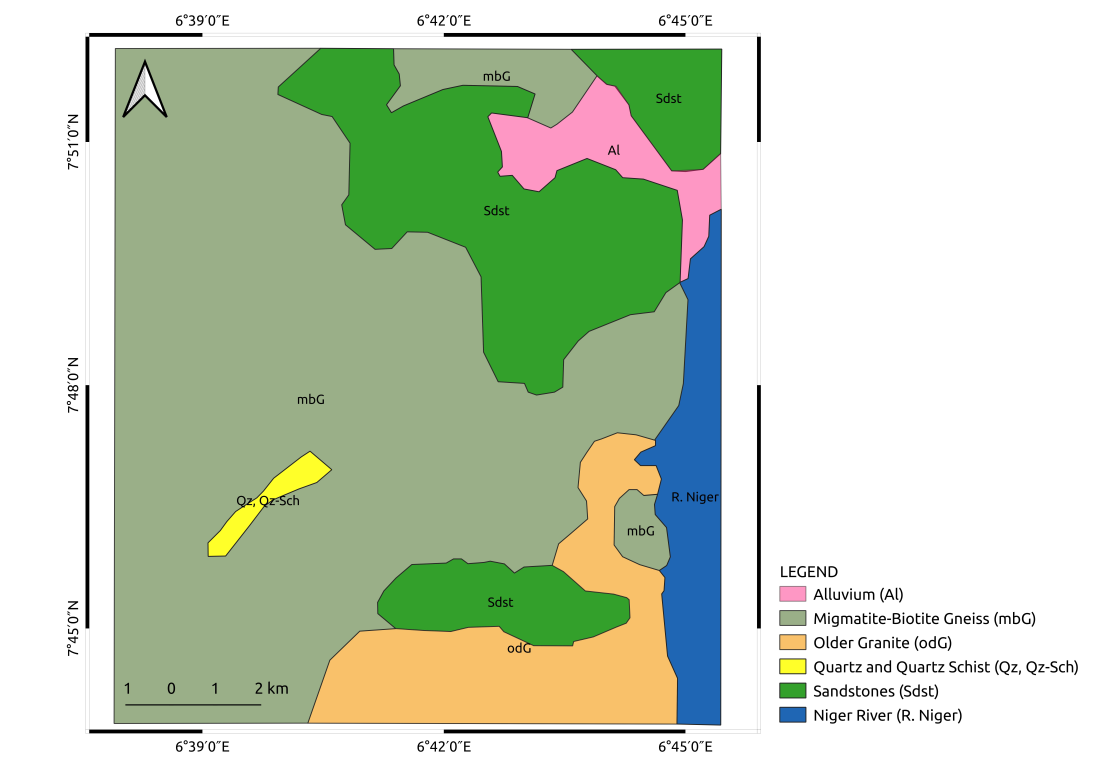 6°39′0″E 6°42′0″E 6°45′0″E
mbG
Sdst
7°51′0″N
Al
Sdst
7°48′0″N
mbG
Qz, Qz-Sch
R. Niger
mbG
LEGEND
Alluvium (Al)
Sdst
Migmatite-Biotite Gneiss (mbG)
7°45′0″N
Older Granite (odG)
odG
Quartz and Quartz Schist (Qz, Qz-Sch)
1 0 1 2 km
Sandstones (Sdst)
Niger River (R. Niger)
6°39′0″E 6°42′0″E 6°45′0″E